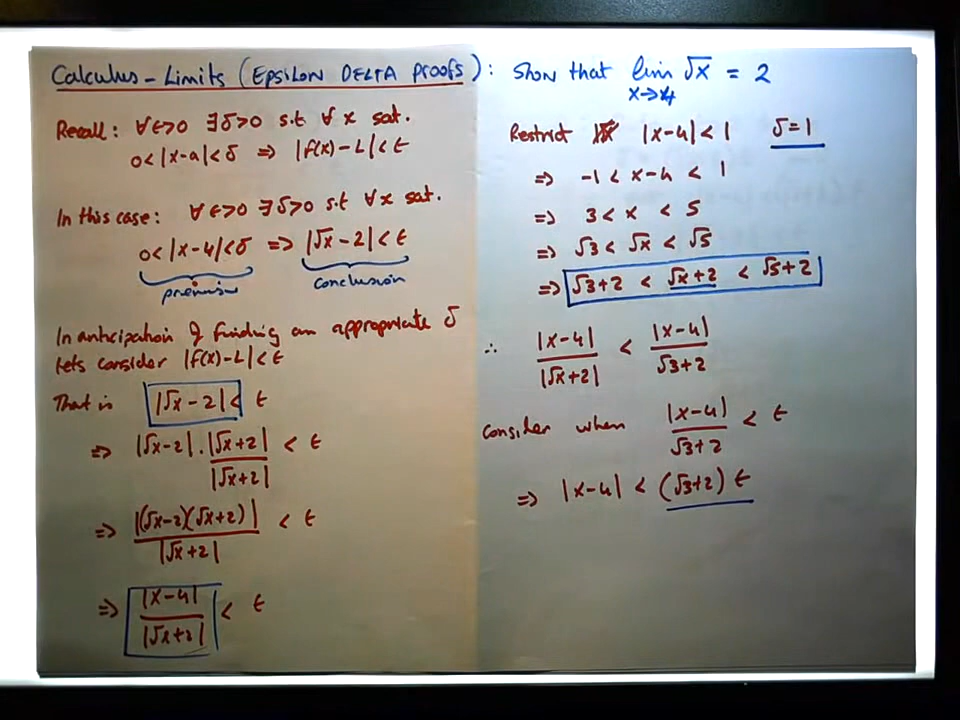 Calculus - Limits (EPSILON DELTA PROOFS) : Show that lim √x = 2
x→4
Recall: ∀ϵ>0 ∃δ>0 s.t ∀ x sat.
0<|x-a|<δ ⇒ |f(x)-L|<ϵ
In this case: ∀ϵ>0 ∃δ>0 s.t ∀x sat.
0<|x-4|<δ ⇒ |√x-2|<ϵ
premise conclusion
In anticipation of finding an appropriate δ
lets consider |f(x)-L|<ϵ
That is |√x-2|< ϵ
⇒ |√x-2|.|√x+2| < ϵ
|√x+2|
⇒ |(√x-2)(√x+2)| < ϵ
|√x+2|
⇒ |x-4| < ϵ
|√x+2|
Restrict |x-4|<1 δ=1
⇒ -1 < x-4 < 1
⇒ 3 < x < 5
⇒ √3 < √x < √5
⇒ √3+2 < √x+2 < √5+2
∴ |x-4| < |x-4|
|√x+2| √3+2
consider when |x-4| < ϵ
√3+2
⇒ |x-4| < (√3+2) ϵ